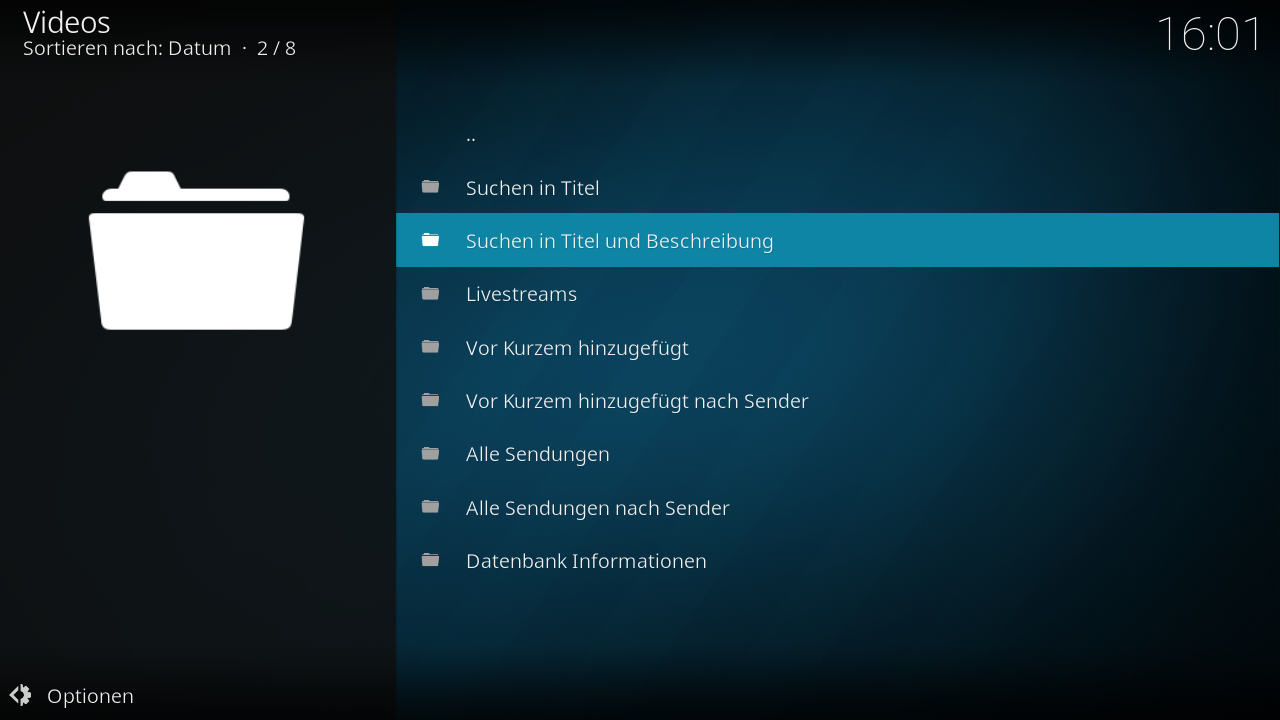 Videos
Sortieren nach: Datum · 2 / 8
16:01
..
Suchen in Titel
Suchen in Titel und Beschreibung
Livestreams
Vor Kurzem hinzugefügt
Vor Kurzem hinzugefügt nach Sender
Alle Sendungen
Alle Sendungen nach Sender
Datenbank Informationen
Optionen